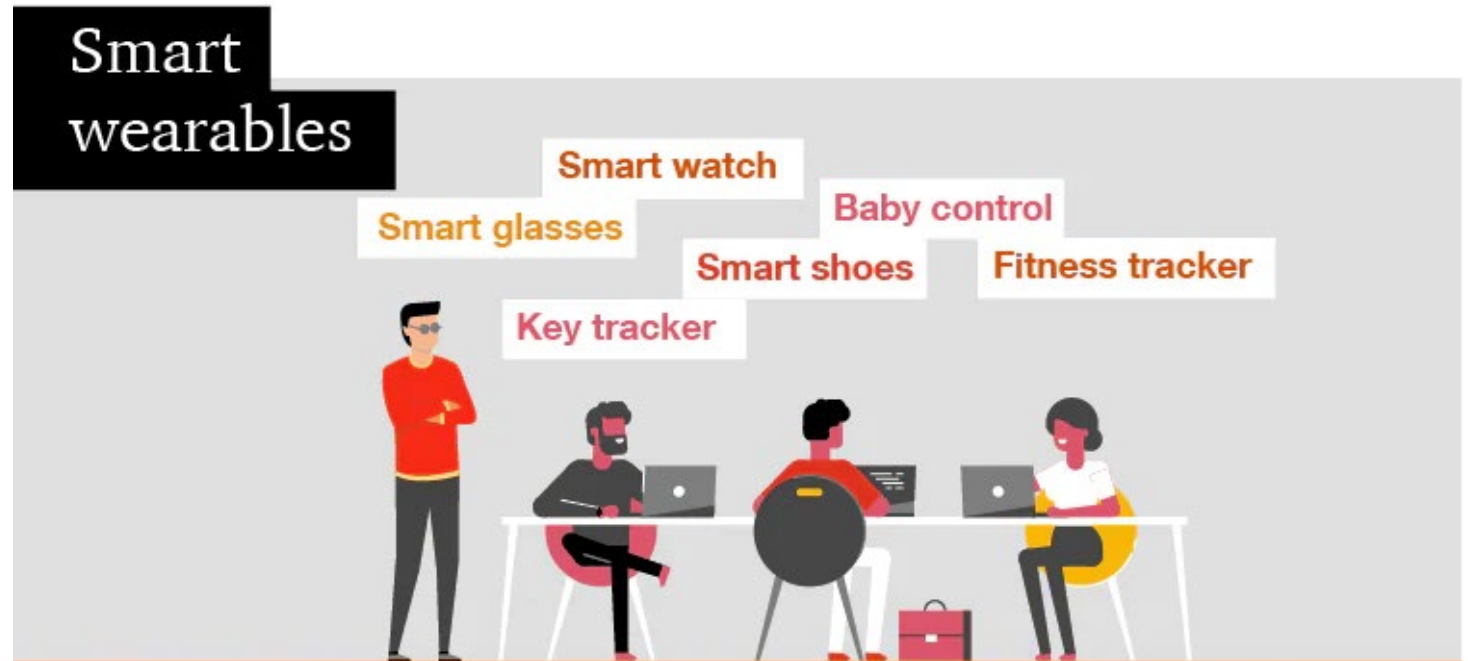 Smart
wearables
Smart watch
Baby control
Smart glasses
Smart shoes
Fitness tracker
Key tracker